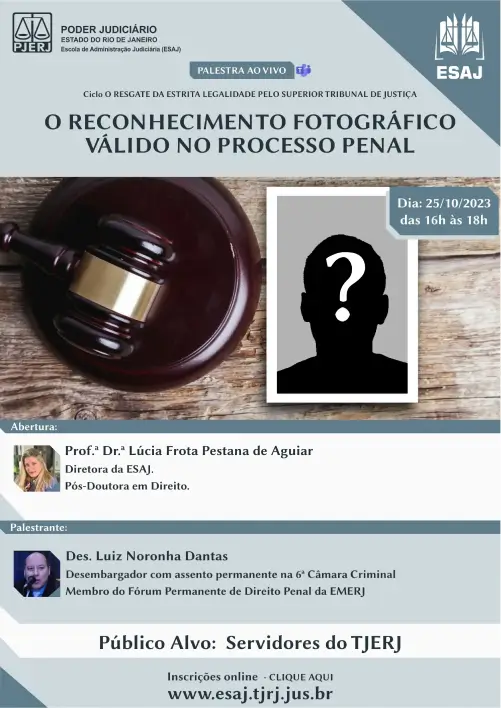 PODER JUDICIÁRIO
ESTADO DO RIO DE JANEIRO
Escola de Administração Judiciária (ESAJ)
PJERJ
ESAJ
PALESTRA AO VIVO
Ciclo O RESGATE DA ESTRITA LEGALIDADE PELO SUPERIOR TRIBUNAL DE JUSTIÇA
O RECONHECIMENTO FOTOGRÁFICO
VÁLIDO NO PROCESSO PENAL
Dia: 25/10/2023
das 16h às 18h
?
Abertura:
Prof.ª Dr.ª Lúcia Frota Pestana de Aguiar
Diretora da ESAJ.
Pós-Doutora em Direito.
Palestrante:
Des. Luiz Noronha Dantas
Desembargador com assento permanente na 6ª Câmara Criminal
Membro do Fórum Permanente de Direito Penal da EMERJ
Público Alvo: Servidores do TJERJ
Inscrições online - CLIQUE AQUI
www.esaj.tjrj.jus.br